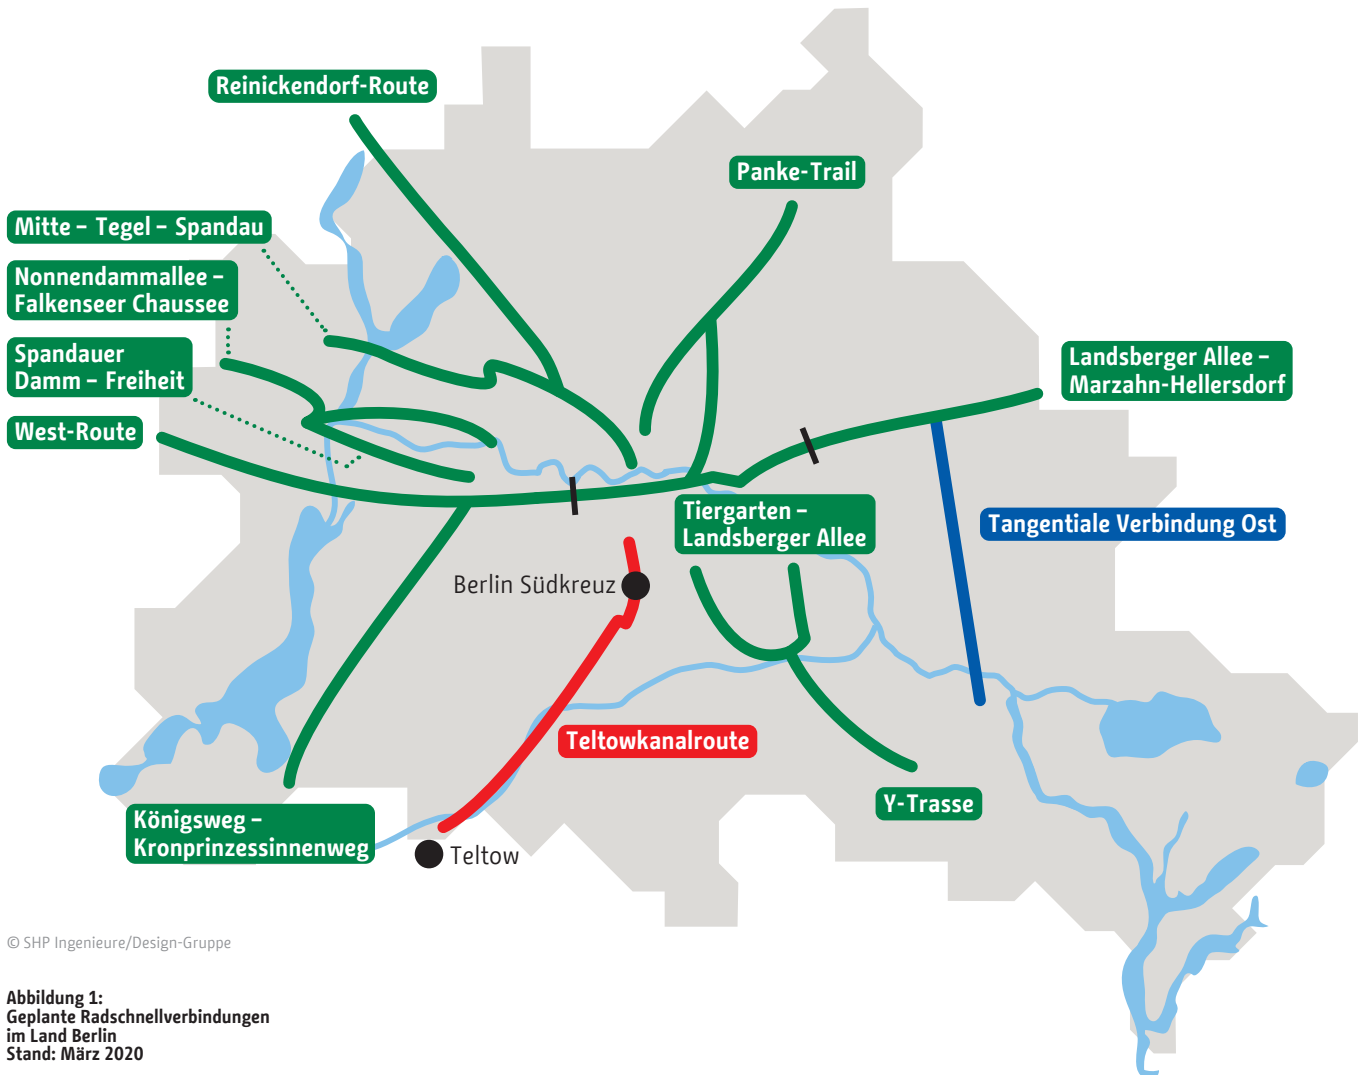 Reinickendorf-Route
Panke-Trail
Mitte – Tegel – Spandau
Nonnendammallee –
Falkenseer Chaussee
Spandauer
Damm – Freiheit
West-Route
Landsberger Allee –
Marzahn-Hellersdorf
Tiergarten –
Landsberger Allee
Tangentiale Verbindung Ost
Berlin Südkreuz
Teltowkanalroute
Y-Trasse
Königsweg –
Kronprinzessinnenweg
Teltow
© SHP Ingenieure/Design-Gruppe
Abbildung 1:
Geplante Radschnellverbindungen
im Land Berlin
Stand: März 2020